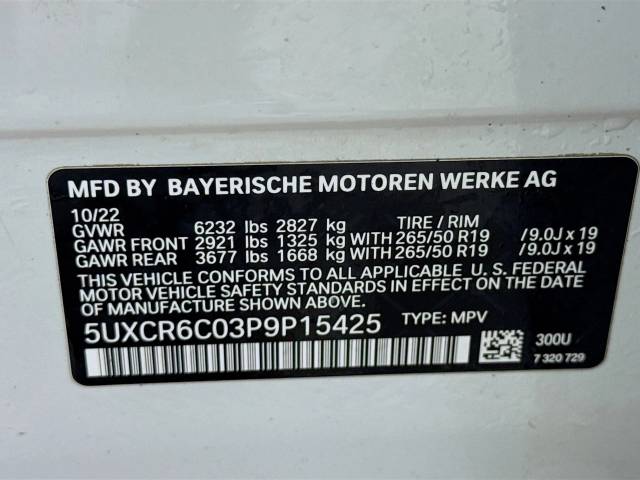 MFD BY BAYERISCHE MOTOREN WERKE AG
10/22
GVWR 6232 lbs 2827 kg TIRE / RIM
GAWR FRONT 2921 lbs 1325 kg WITH 265/50 R19 / 9.0J x 19
GAWR REAR 3677 lbs 1668 kg WITH 265/50 R19 / 9.0J x 19
THIS VEHICLE CONFORMS TO ALL APPLICABLE U. S. FEDERAL
MOTOR VEHICLE SAFETY STANDARDS IN EFFECT ON THE DATE
OF MANUFACTURE SHOWN ABOVE.
5UXCR6C03P9P15425 TYPE: MPV
300U
7 320 729